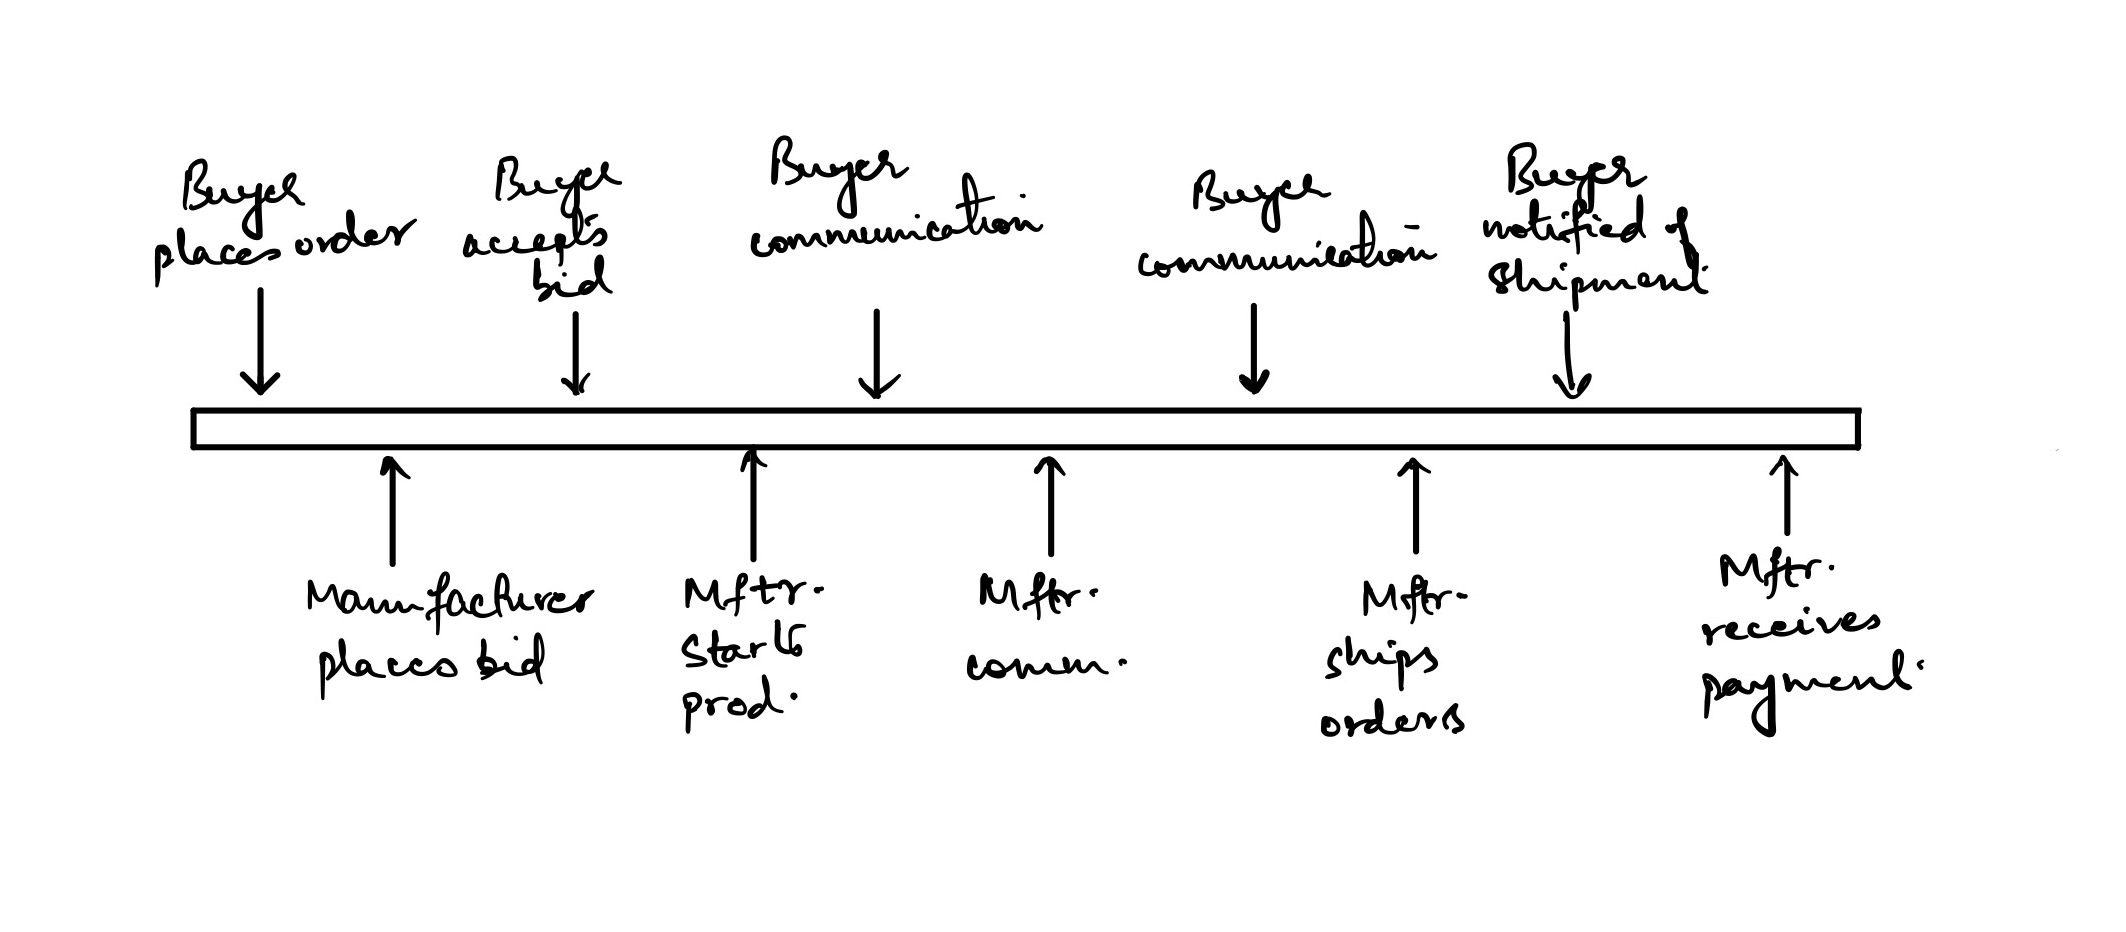 Buyer
places order
Buyer
accepts
bid
Buyer
communication
Buyer
communication
Buyer
notified of
shipment
Manufacturer
places bid
Mftr.
starts
prod.
Mftr.
comm.
Mftr.
ships
orders
Mftr.
receives
payment.